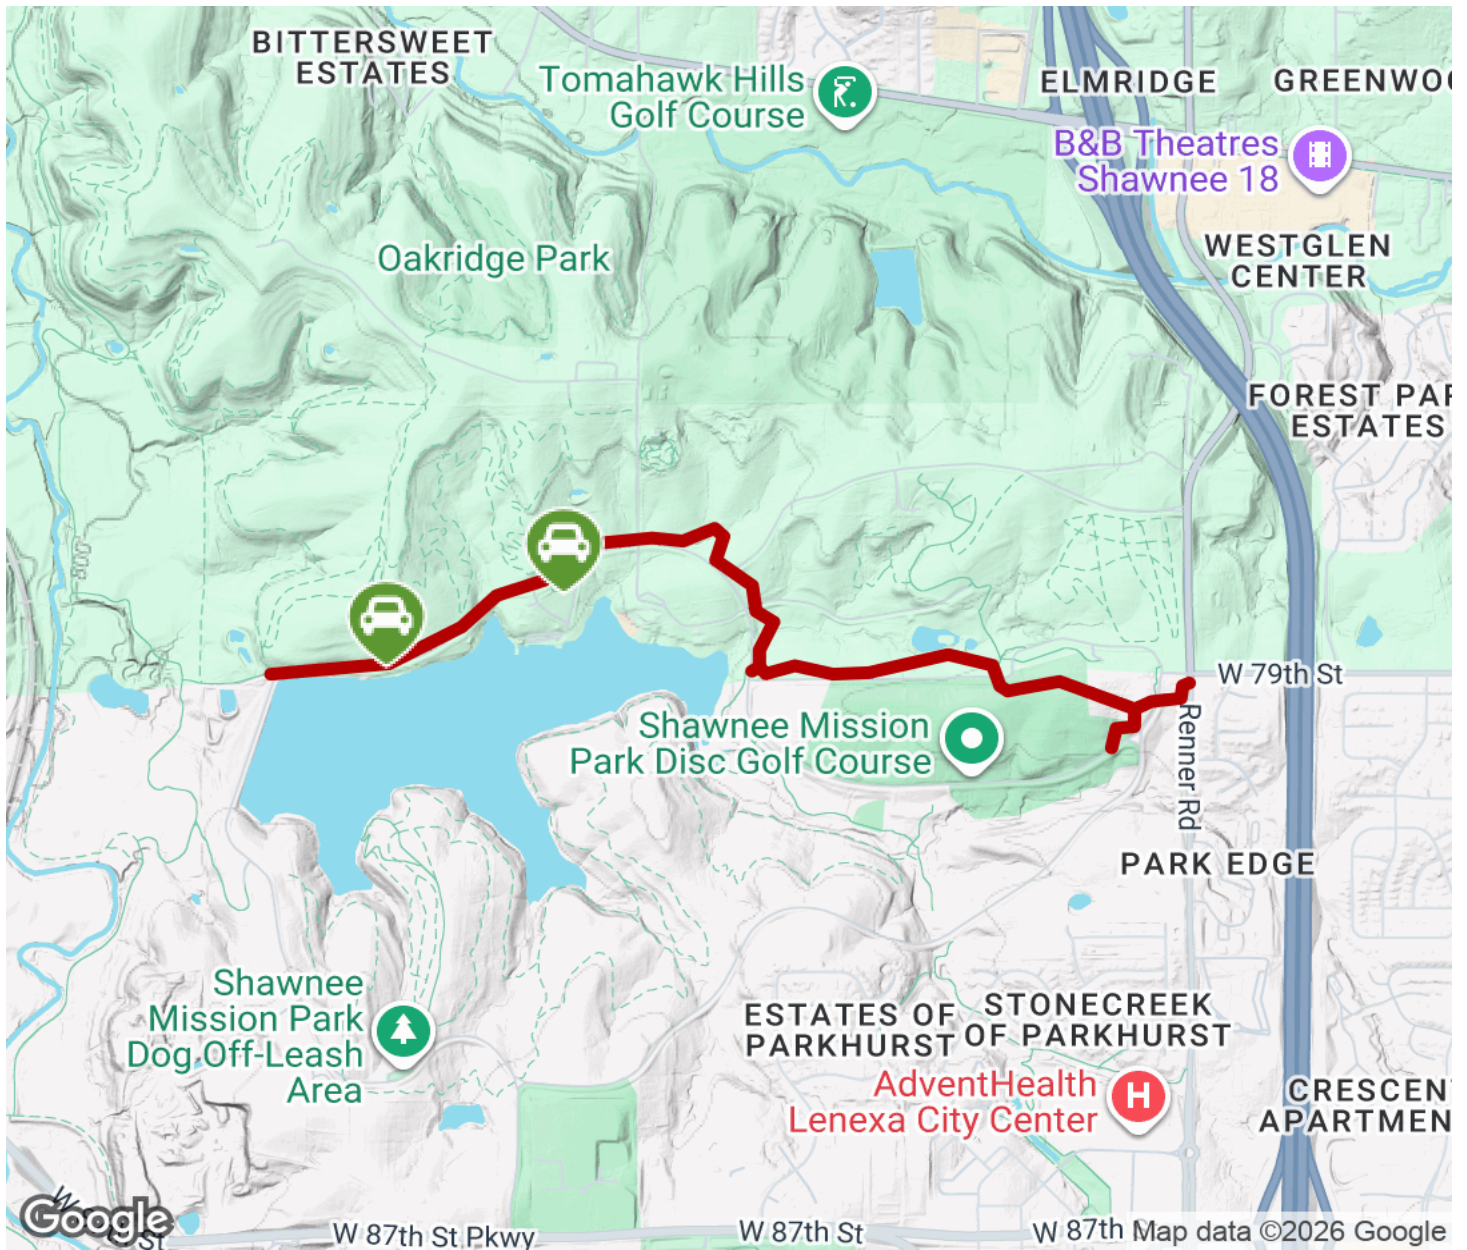 BITTERSWEET
ESTATES
Tomahawk Hills
Golf Course
ELMRIDGE
GREENWOO
B&B Theatres
Shawnee 18
Oakridge Park
WESTGLEN
CENTER
FOREST PAR
ESTATES
W 79th St
Renner Rd
Shawnee Mission
Park Disc Golf Course
PARK EDGE
Shawnee
Mission Park
Dog Off-Leash
Area
ESTATES OF
PARKHURST
STONECREEK
OF PARKHURST
AdventHealth
Lenexa City Center
H
CRESCEN
APARTMEN
Google
W 87th St Pkwy
W 87th St
W 87th
Map data ©2026 Google